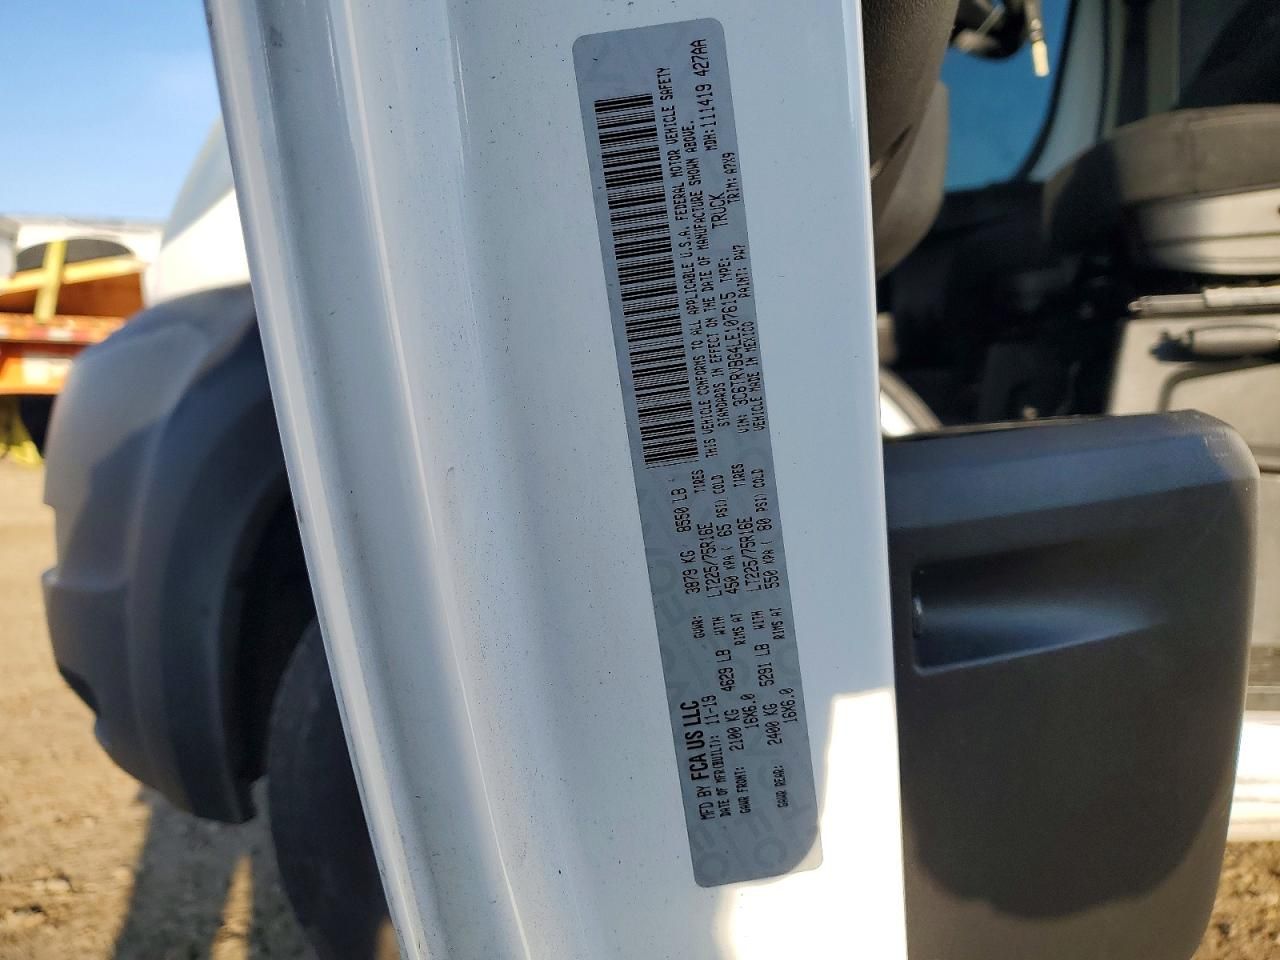 MFD BY FCA US LLC
DATE OF MFR(BUILT): 11-19 GVWR: 3879 KG 8550 LB
GAWR FRONT: 2100 KG 4629 LB WITH LT225/75R16E TIRES
16X6.0 RIMS AT 450 KPA ( 65 PSI) COLD
GAWR REAR: 2400 KG 5291 LB WITH LT225/75R16E TIRES
16X6.0 RIMS AT 550 KPA ( 80 PSI) COLD
THIS VEHICLE CONFORMS TO ALL APPLICABLE U.S.A. FEDERAL MOTOR VEHICLE SAFETY
STANDARDS IN EFFECT ON THE DATE OF MANUFACTURE SHOWN ABOVE.
MDH:111419 427AA
VIN: 3C6TRVBG4LE107615 TYPE: TRUCK
VEHICLE MADE IN MEXICO PAINT: PW7 TRIM: A7X9